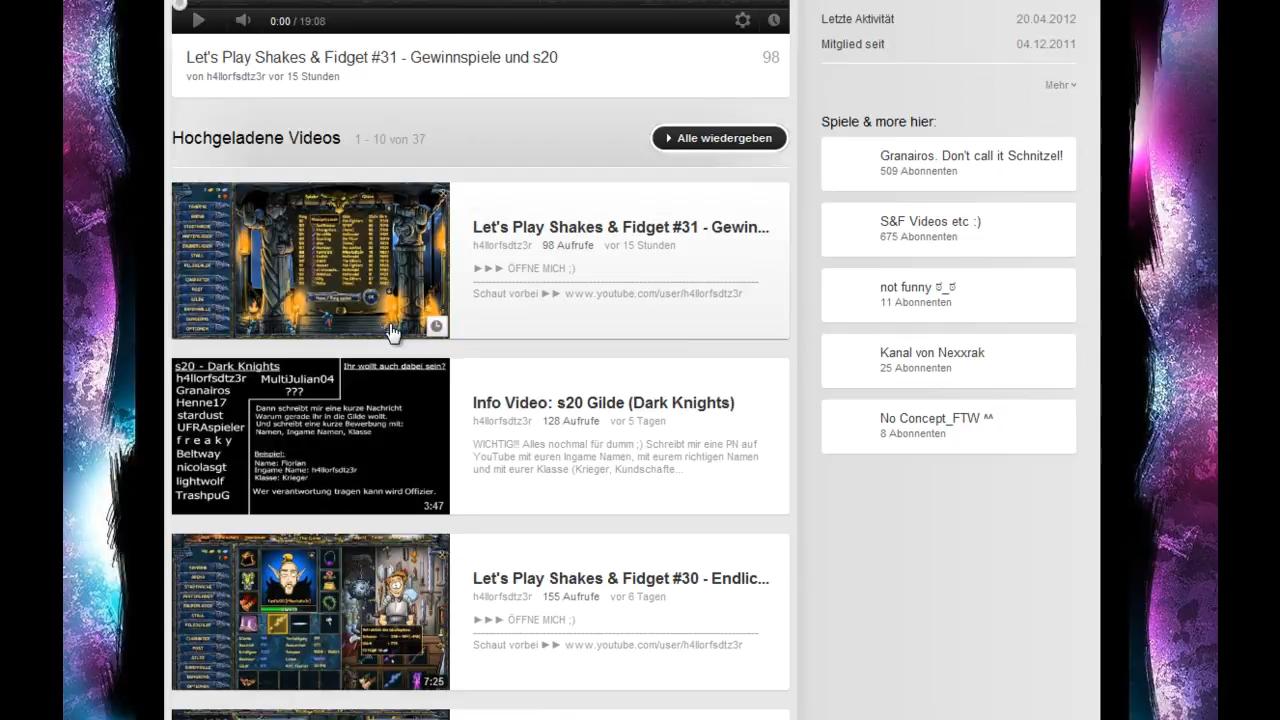 0:00 / 19:08
Let's Play Shakes & Fidget #31 - Gewinnspiele und s20
98
von h4llorfsdtz3r vor 15 Stunden
Hochgeladene Videos 1 - 10 von 37
Alle wiedergeben
Let's Play Shakes & Fidget #31 - Gewin...
h4llorfsdtz3r 98 Aufrufe vor 15 Stunden
►►► ÖFFNE MICH ;)
Schaut vorbei ►► www.youtube.com/user/h4llorfsdtz3r
s20 - Dark Knights
h4llorfsdtz3r
Granairos
Henne17
stardust
UFRAspieler
f r e a k y
Beltway
nicolasgt
lightwolf
TrashpuG
MultiJulian04
???
Ihr wollt auch dabei sein?
Dann schreibt mir eine kurze Nachricht
Warum gerade ihr in die Gilde wollt.
Und schreibt eine kurze Bewerbung mit:
Namen, Ingame Namen, Klasse
Beispiel:
Name: Florian
Ingame Name: h4llorfsdtz3r
Klasse: Krieger
Wer verantwortung tragen kann wird Offizier.
3:47
Info Video: s20 Gilde (Dark Knights)
h4llorfsdtz3r 128 Aufrufe vor 5 Tagen
WICHTIG!!! Alles nochmal für dumm ;) Schreibt mir eine PN auf
YouTube mit euren Ingame Namen, mit eurem richtigen Namen
und mit eurer Klasse (Krieger, Kundschafte...
7:25
Let's Play Shakes & Fidget #30 - Endlic...
h4llorfsdtz3r 155 Aufrufe vor 6 Tagen
►►► ÖFFNE MICH ;)
Schaut vorbei ►► www.youtube.com/user/h4llorfsdtz3r
Letzte Aktivität 20.04.2012
Mitglied seit 04.12.2011
Mehr
Spiele & more hier:
Granairos. Don't call it Schnitzel!
509 Abonnenten
S&F Videos etc :)
675 Abonnenten
not funny ಠ_ಠ
11 Abonnenten
Kanal von Nexxrak
25 Abonnenten
No Concept_FTW ^^
8 Abonnenten